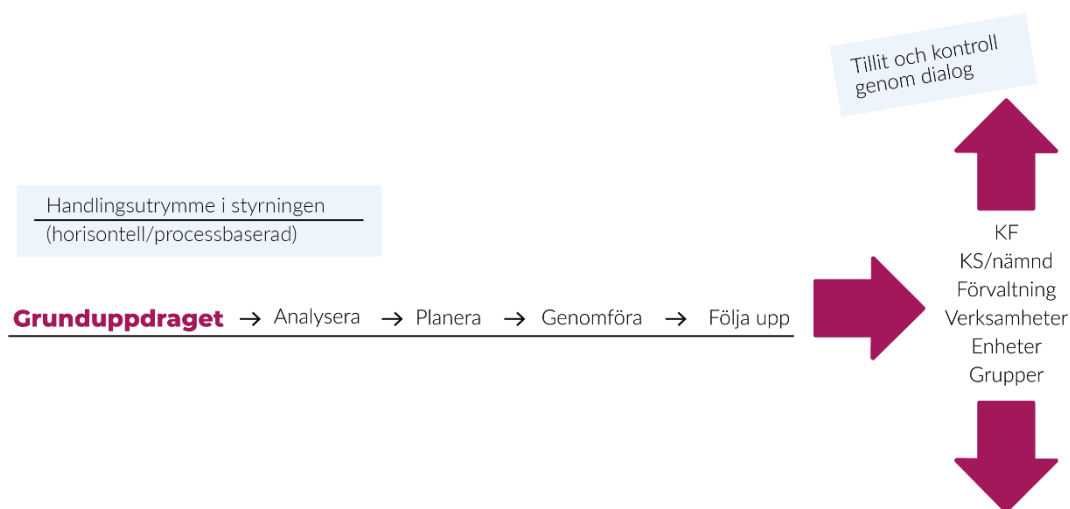 Tillit och kontroll
genom dialog
Handlingsutrymme i styrningen
(horisontell/processbaserad)
Grunduppdraget → Analysera → Planera → Genomföra → Följa upp
KF
KS/nämnd
Förvaltning
Verksamheter
Enheter
Grupper